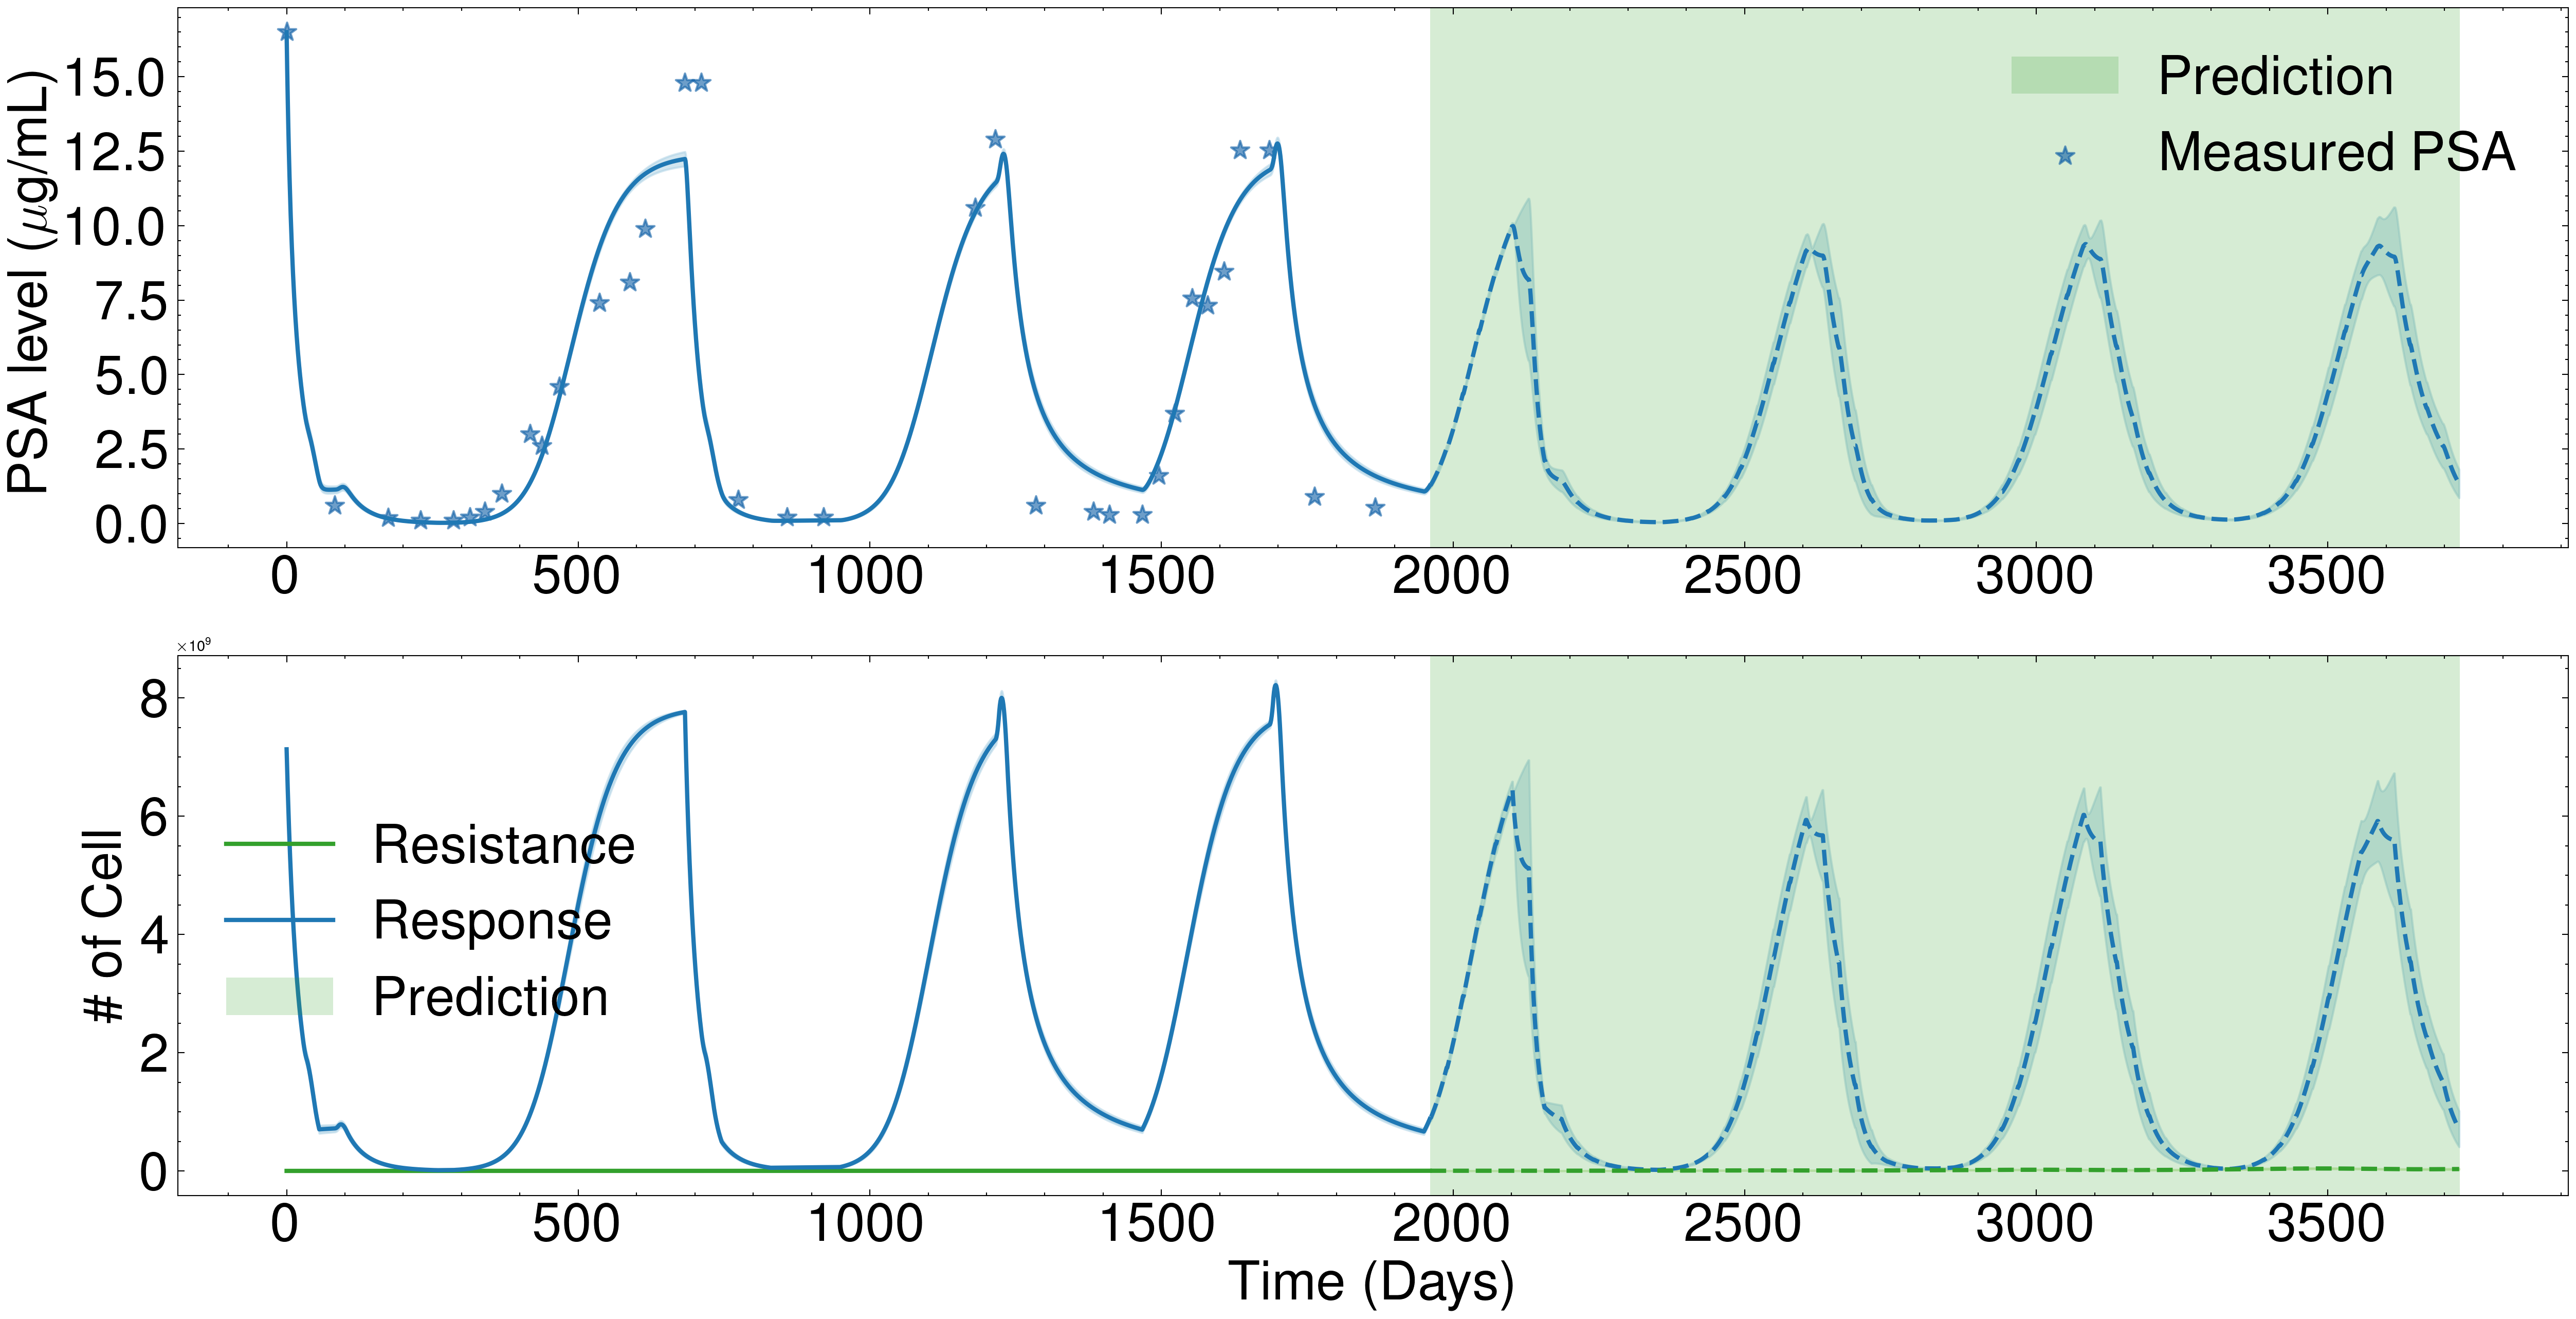 PSA level (μg/mL)
15.0
12.5
10.0
7.5
5.0
2.5
0.0
Prediction
Measured PSA
0 500 1000 1500 2000 2500 3000 3500
×10⁹
# of Cell
8
6
4
2
0
Resistance
Response
Prediction
0 500 1000 1500 2000 2500 3000 3500
Time (Days)